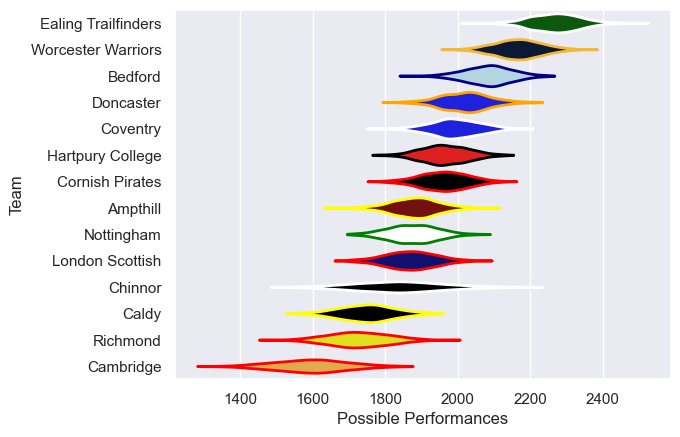 Ealing Trailfinders
Worcester Warriors
Bedford
Doncaster
Coventry
Hartpury College
Cornish Pirates
Ampthill
Nottingham
London Scottish
Chinnor
Caldy
Richmond
Cambridge
Team
1400 1600 1800 2000 2200 2400
Possible Performances